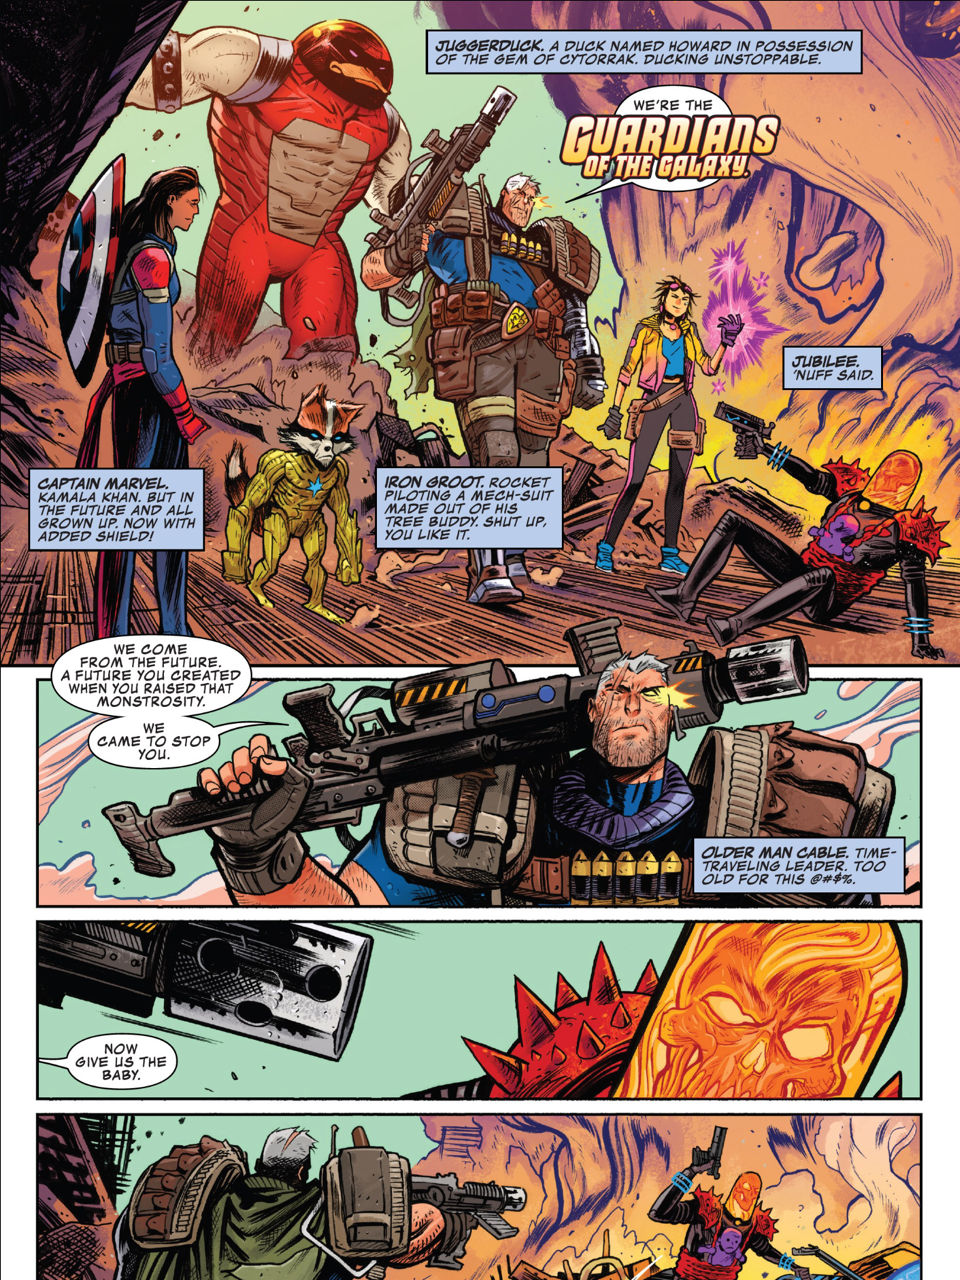 JUGGERDUCK. A DUCK NAMED HOWARD IN POSSESSION
OF THE GEM OF CYTORRAK. DUCKING UNSTOPPABLE.
WE'RE THE
GUARDIANS
OF THE GALAXY.
JUBILEE.
'NUFF SAID.
CAPTAIN MARVEL.
KAMALA KHAN. BUT IN
THE FUTURE AND ALL
GROWN UP. NOW WITH
ADDED SHIELD!
IRON GROOT. ROCKET
PILOTING A MECH-SUIT
MADE OUT OF HIS
TREE BUDDY. SHUT UP,
YOU LIKE IT.
WE COME
FROM THE FUTURE.
A FUTURE YOU CREATED
WHEN YOU RAISED THAT
MONSTROSITY.
WE
CAME TO STOP
YOU.
OLDER MAN CABLE. TIME-
TRAVELING LEADER. TOO
OLD FOR THIS @#$%.
NOW
GIVE US THE
BABY.